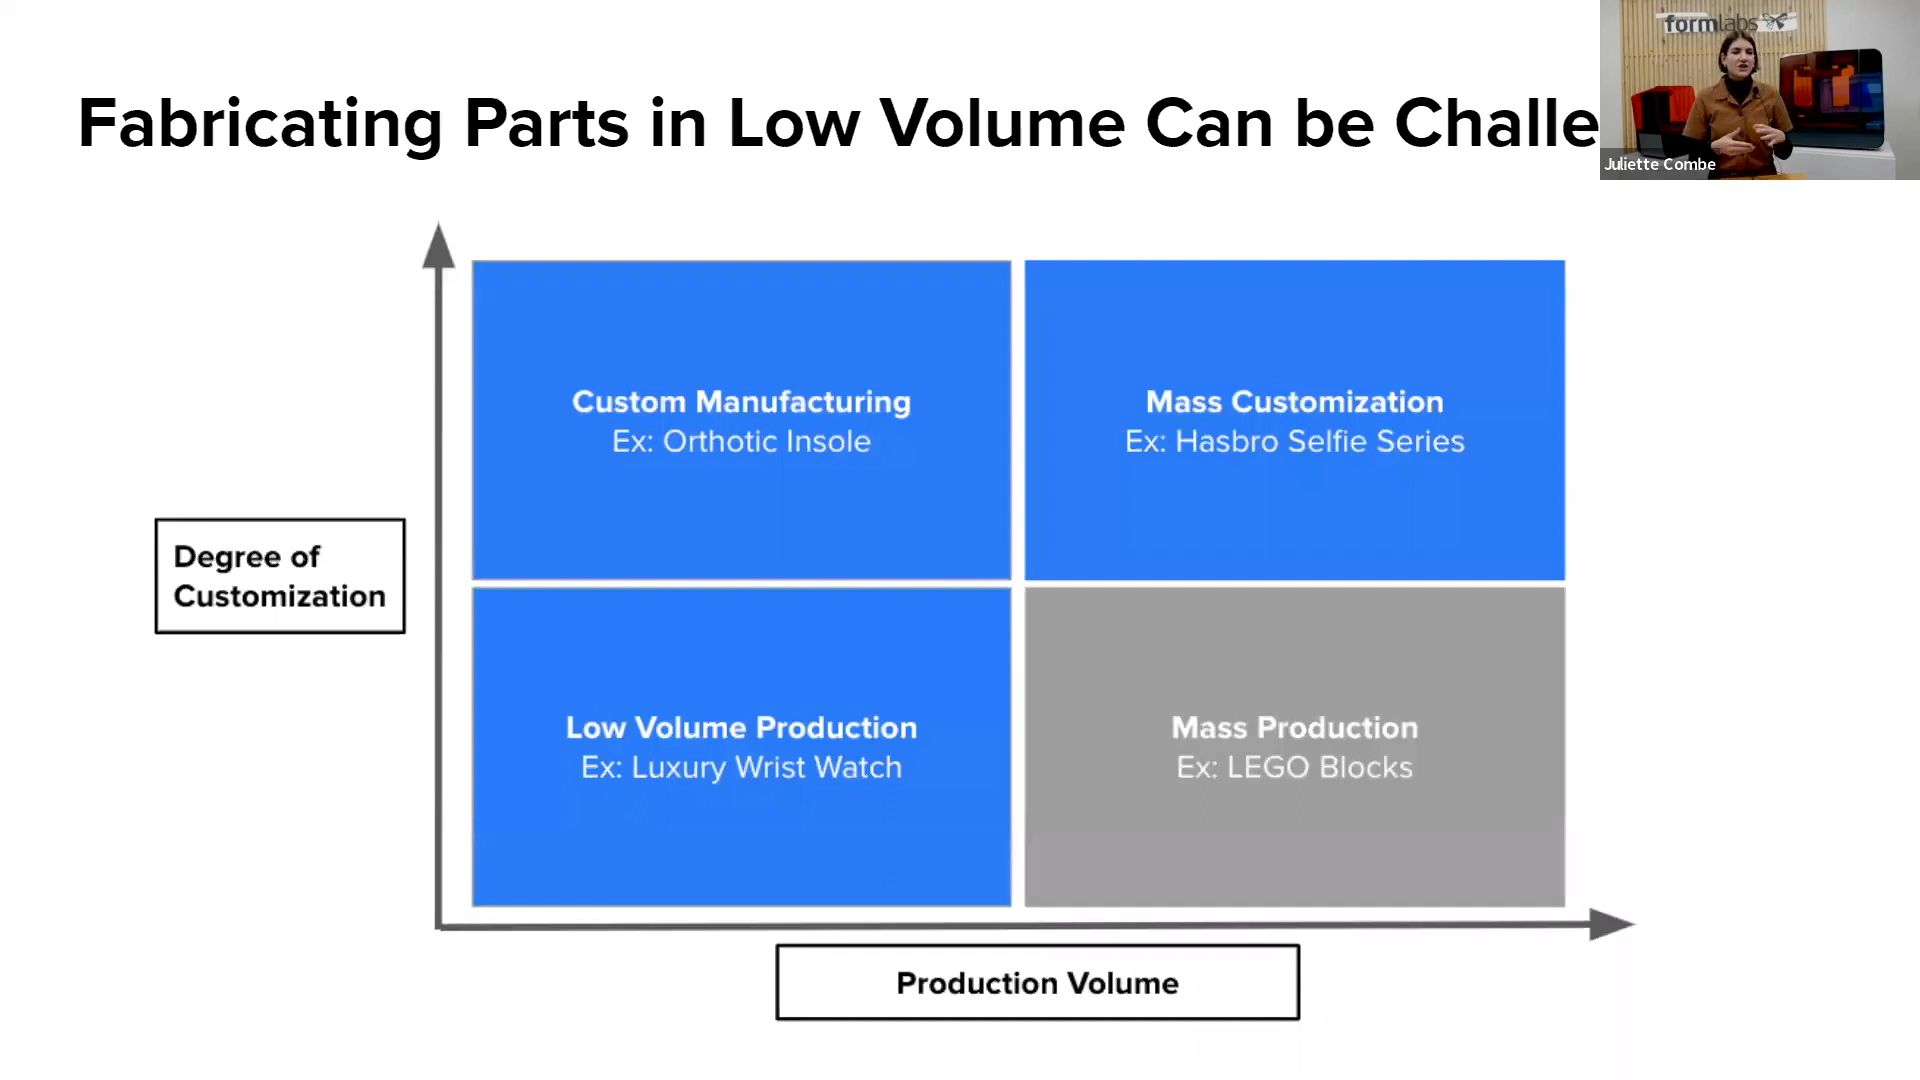 formlabs
Fabricating Parts in Low Volume Can be Challe
Juliette Combe
Custom Manufacturing
Ex: Orthotic Insole
Mass Customization
Ex: Hasbro Selfie Series
Degree of
Customization
Low Volume Production
Ex: Luxury Wrist Watch
Mass Production
Ex: LEGO Blocks
Production Volume